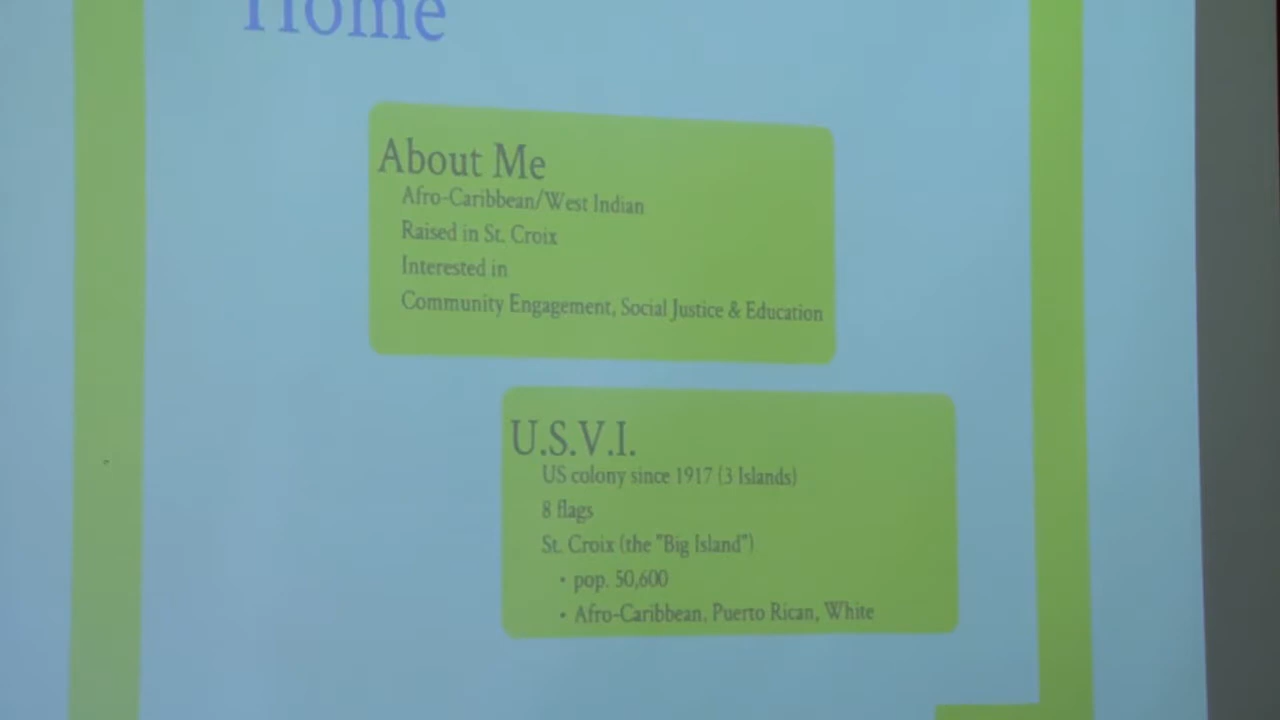 Home
About Me
Afro-Caribbean/West Indian
Raised in St. Croix
Interested in
Community Engagement, Social Justice & Education
U.S.V.I.
US colony since 1917 (3 Islands)
8 flags
St. Croix (the "Big Island")
• pop. 50,600
• Afro-Caribbean, Puerto Rican, White